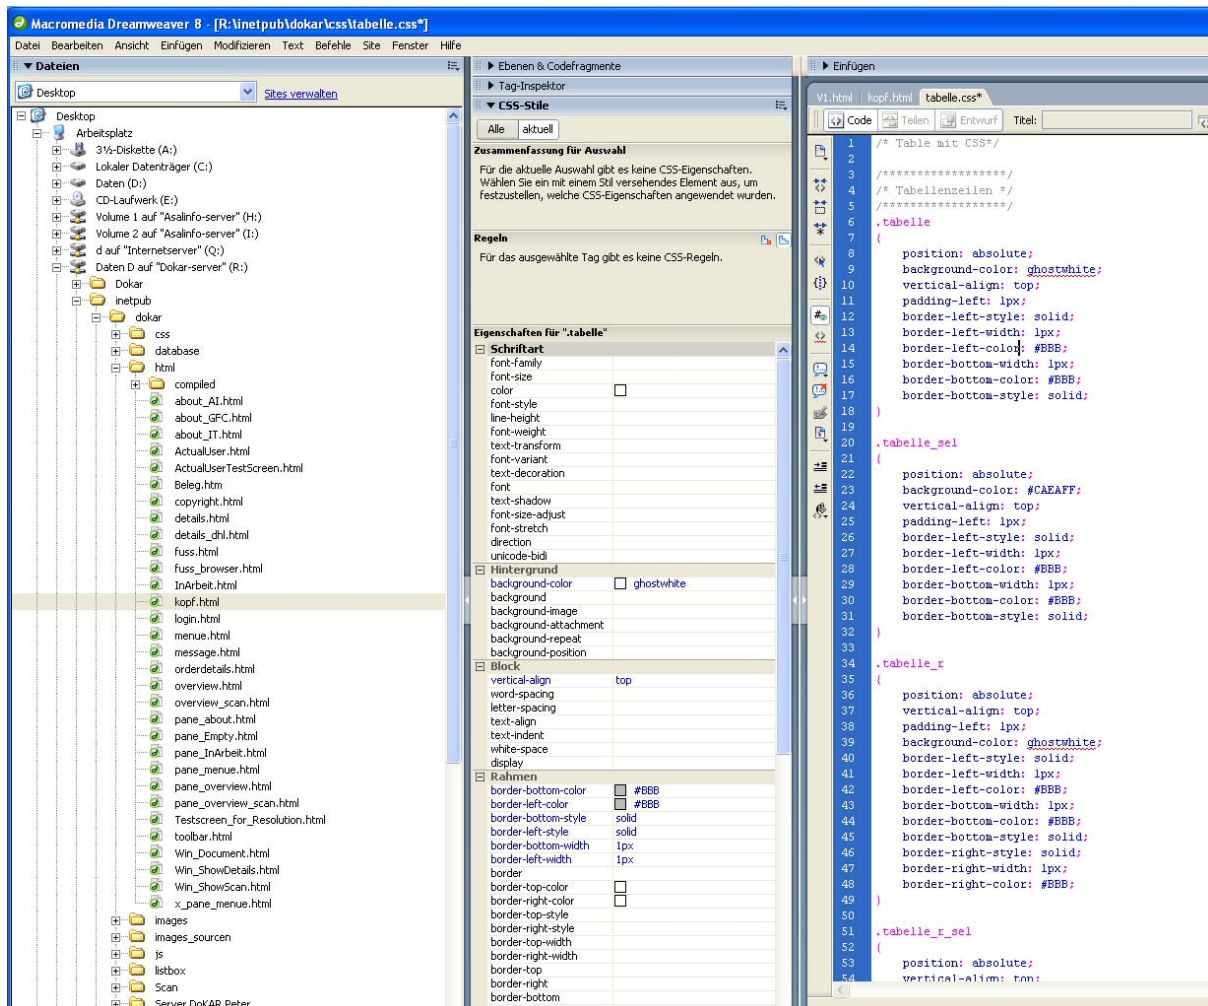 Macromedia Dreamweaver 8 - [R:\inetpub\dokar\css\tabelle.css*]
Datei Bearbeiten Ansicht Einfügen Modifizieren Text Befehle Site Fenster Hilfe
Dateien
Desktop
Sites verwalten
Desktop
Arbeitsplatz
3½-Diskette (A:)
Lokaler Datenträger (C:)
Daten (D:)
CD-Laufwerk (E:)
Volume 1 auf "Asalinfo-server" (H:)
Volume 2 auf "Asalinfo-server" (I:)
d auf "Internetserver" (Q:)
Daten D auf "Dokar-server" (R:)
Dokar
inetpub
dokar
css
database
html
compiled
about_AI.html
about_GFC.html
about_IT.html
ActualUser.html
ActualUserTestScreen.html
Beleg.htm
copyright.html
details.html
details_dhl.html
fuss.html
fuss_browser.html
InArbeit.html
kopf.html
login.html
menue.html
message.html
orderdetails.html
overview.html
overview_scan.html
pane_about.html
pane_Empty.html
pane_InArbeit.html
pane_menue.html
pane_overview.html
pane_overview_scan.html
Testscreen_for_Resolution.html
toolbar.html
Win_Document.html
Win_ShowDetails.html
Win_ShowScan.html
x_pane_menue.html
images
images_sourcen
js
listbox
Scan
Server DoKAR Peter
Ebenen & Codefragmente
Tag-Inspektor
CSS-Stile
Alle aktuell
Zusammenfassung für Auswahl
Für die aktuelle Auswahl gibt es keine CSS-Eigenschaften.
Wählen Sie ein mit einem Stil versehendes Element aus, um
festzustellen, welche CSS-Eigenschaften angewendet wurden.
Regeln
Für das ausgewählte Tag gibt es keine CSS-Regeln.
Eigenschaften für ".tabelle"
Schriftart
font-family
font-size
color
font-style
line-height
font-weight
text-transform
font-variant
text-decoration
font
text-shadow
font-size-adjust
font-stretch
direction
unicode-bidi
Hintergrund
background-color ghostwhite
background
background-image
background-attachment
background-repeat
background-position
Block
vertical-align top
word-spacing
letter-spacing
text-align
text-indent
white-space
display
Rahmen
border-bottom-color #BBB
border-left-color #BBB
border-bottom-style solid
border-left-style solid
border-bottom-width 1px
border-left-width 1px
border
border-top-color
border-right-color
border-top-style
border-right-style
border-top-width
border-right-width
border-top
border-right
border-bottom
Einfügen
V1.html kopf.html tabelle.css*
Code Teilen Entwurf Titel:
1 /* Table mit CSS*/
2
3 /******************/
4 /* Tabellenzeilen */
5 /******************/
6 .tabelle
7 {
8 position: absolute;
9 background-color: ghostwhite;
10 vertical-align: top;
11 padding-left: 1px;
12 border-left-style: solid;
13 border-left-width: 1px;
14 border-left-color: #BBB;
15 border-bottom-width: 1px;
16 border-bottom-color: #BBB;
17 border-bottom-style: solid;
18 }
19
20 .tabelle_sel
21 {
22 position: absolute;
23 background-color: #CAEAFF;
24 vertical-align: top;
25 padding-left: 1px;
26 border-left-style: solid;
27 border-left-width: 1px;
28 border-left-color: #BBB;
29 border-bottom-width: 1px;
30 border-bottom-color: #BBB;
31 border-bottom-style: solid;
32 }
33
34 .tabelle_r
35 {
36 position: absolute;
37 vertical-align: top;
38 padding-left: 1px;
39 background-color: ghostwhite;
40 border-left-style: solid;
41 border-left-width: 1px;
42 border-left-color: #BBB;
43 border-bottom-width: 1px;
44 border-bottom-color: #BBB;
45 border-bottom-style: solid;
46 border-right-style: solid;
47 border-right-width: 1px;
48 border-right-color: #BBB;
49 }
50
51 .tabelle_r_sel
52 {
53 position: absolute;
54 vertical-align: top;